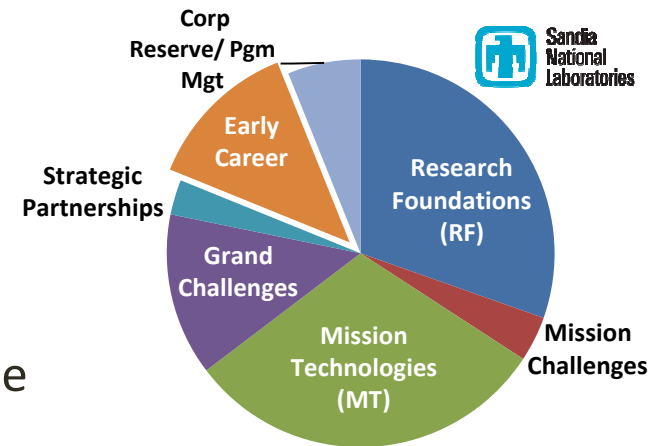 Corp
Reserve/ Pgm
Mgt
Sandia
National
Laboratories
Early
Career
Research
Foundations
(RF)
Strategic
Partnerships
Grand
Challenges
Mission
Challenges
Mission
Technologies
(MT)
e